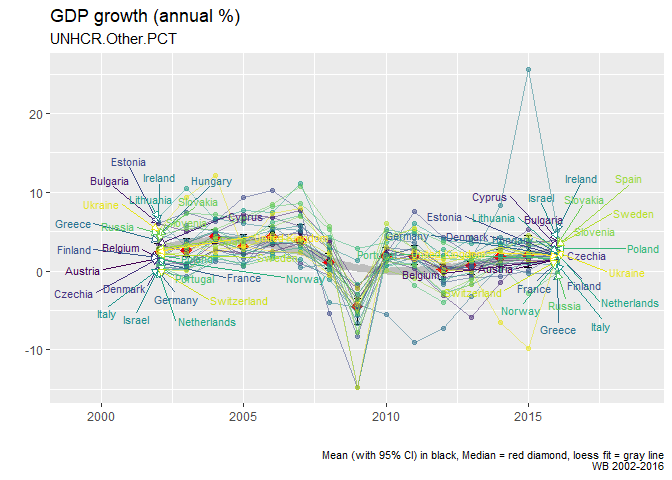 GDP growth (annual %)
UNHCR.Other.PCT
20
10
0
-10
Estonia
Bulgaria
Ireland
Hungary
Ukraine
Lithuania
Slovakia
Greece
Russia
Cyprus
Finland
Belgium
Austria
Portugal
France
Norway
Czechia
Denmark
Germany
Switzerland
Italy
Israel
Netherlands
Ireland
Spain
Cyprus
Israel
Slovakia
Estonia
Lithuania
Bulgaria
Sweden
Germany
Denmark
Slovenia
Portugal
Poland
Belgium
Austria
Czechia
Ukraine
Switzerland
France
Finland
Norway
Russia
Netherlands
Greece
Italy
2000
2005
2010
2015
Mean (with 95% CI) in black, Median = red diamond, loess fit = gray line
WB 2002-2016